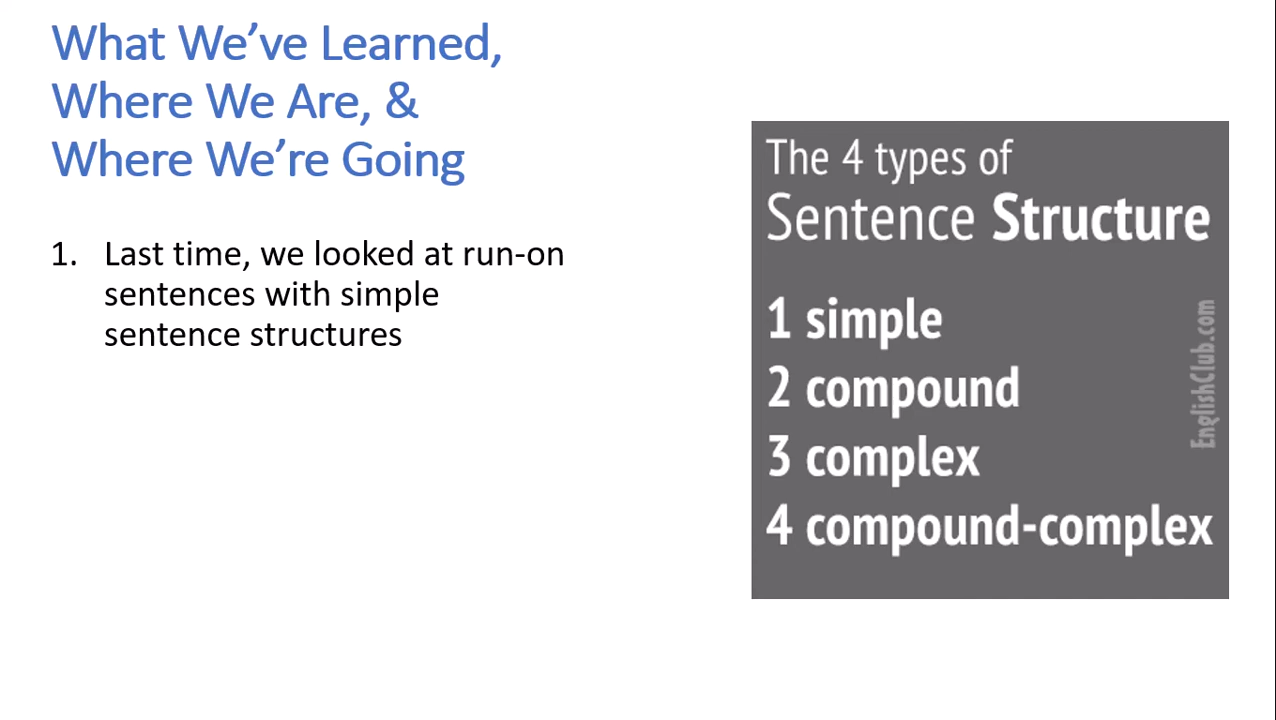 What We’ve Learned,
Where We Are, &
Where We’re Going
1. Last time, we looked at run-on
sentences with simple
sentence structures
The 4 types of
Sentence Structure
1 simple
2 compound
3 complex
4 compound-complex
EnglishClub.com